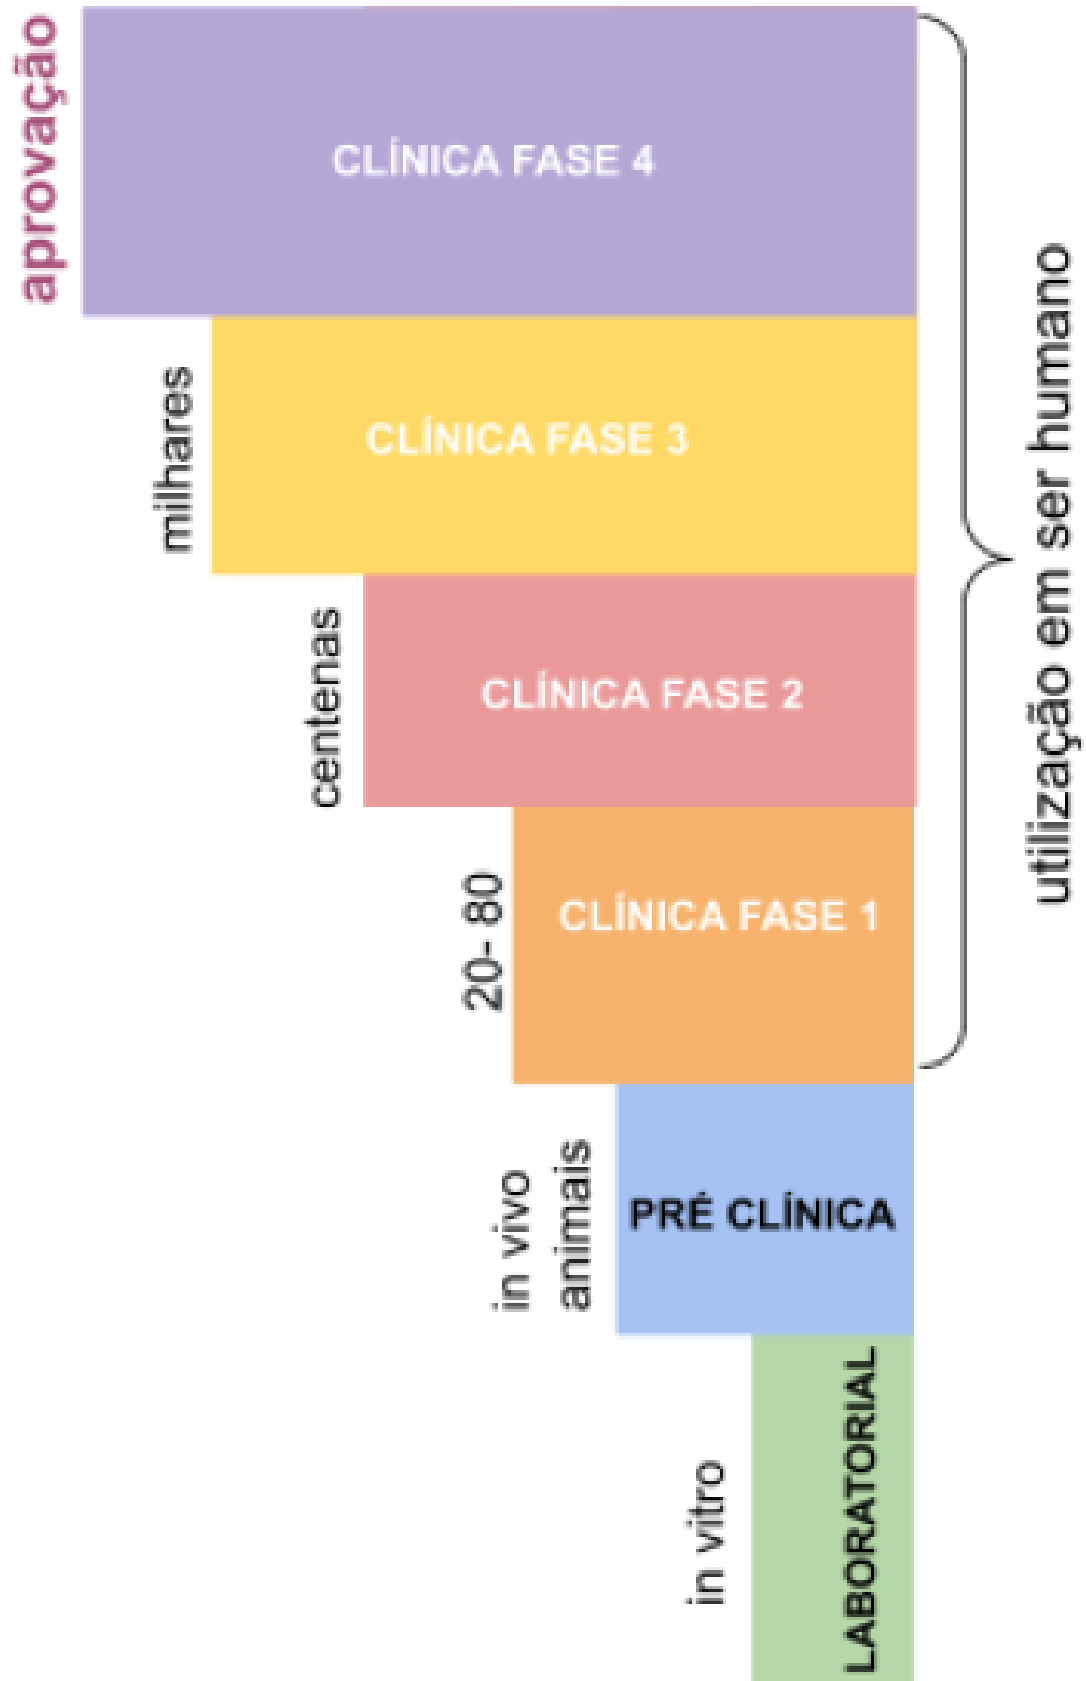 aprovação
CLÍNICA FASE 4
milhares
CLÍNICA FASE 3
centenas
CLÍNICA FASE 2
20- 80
CLÍNICA FASE 1
in vivo
animais
PRÉ CLÍNICA
in vitro
LABORATORIAL
utilização em ser humano